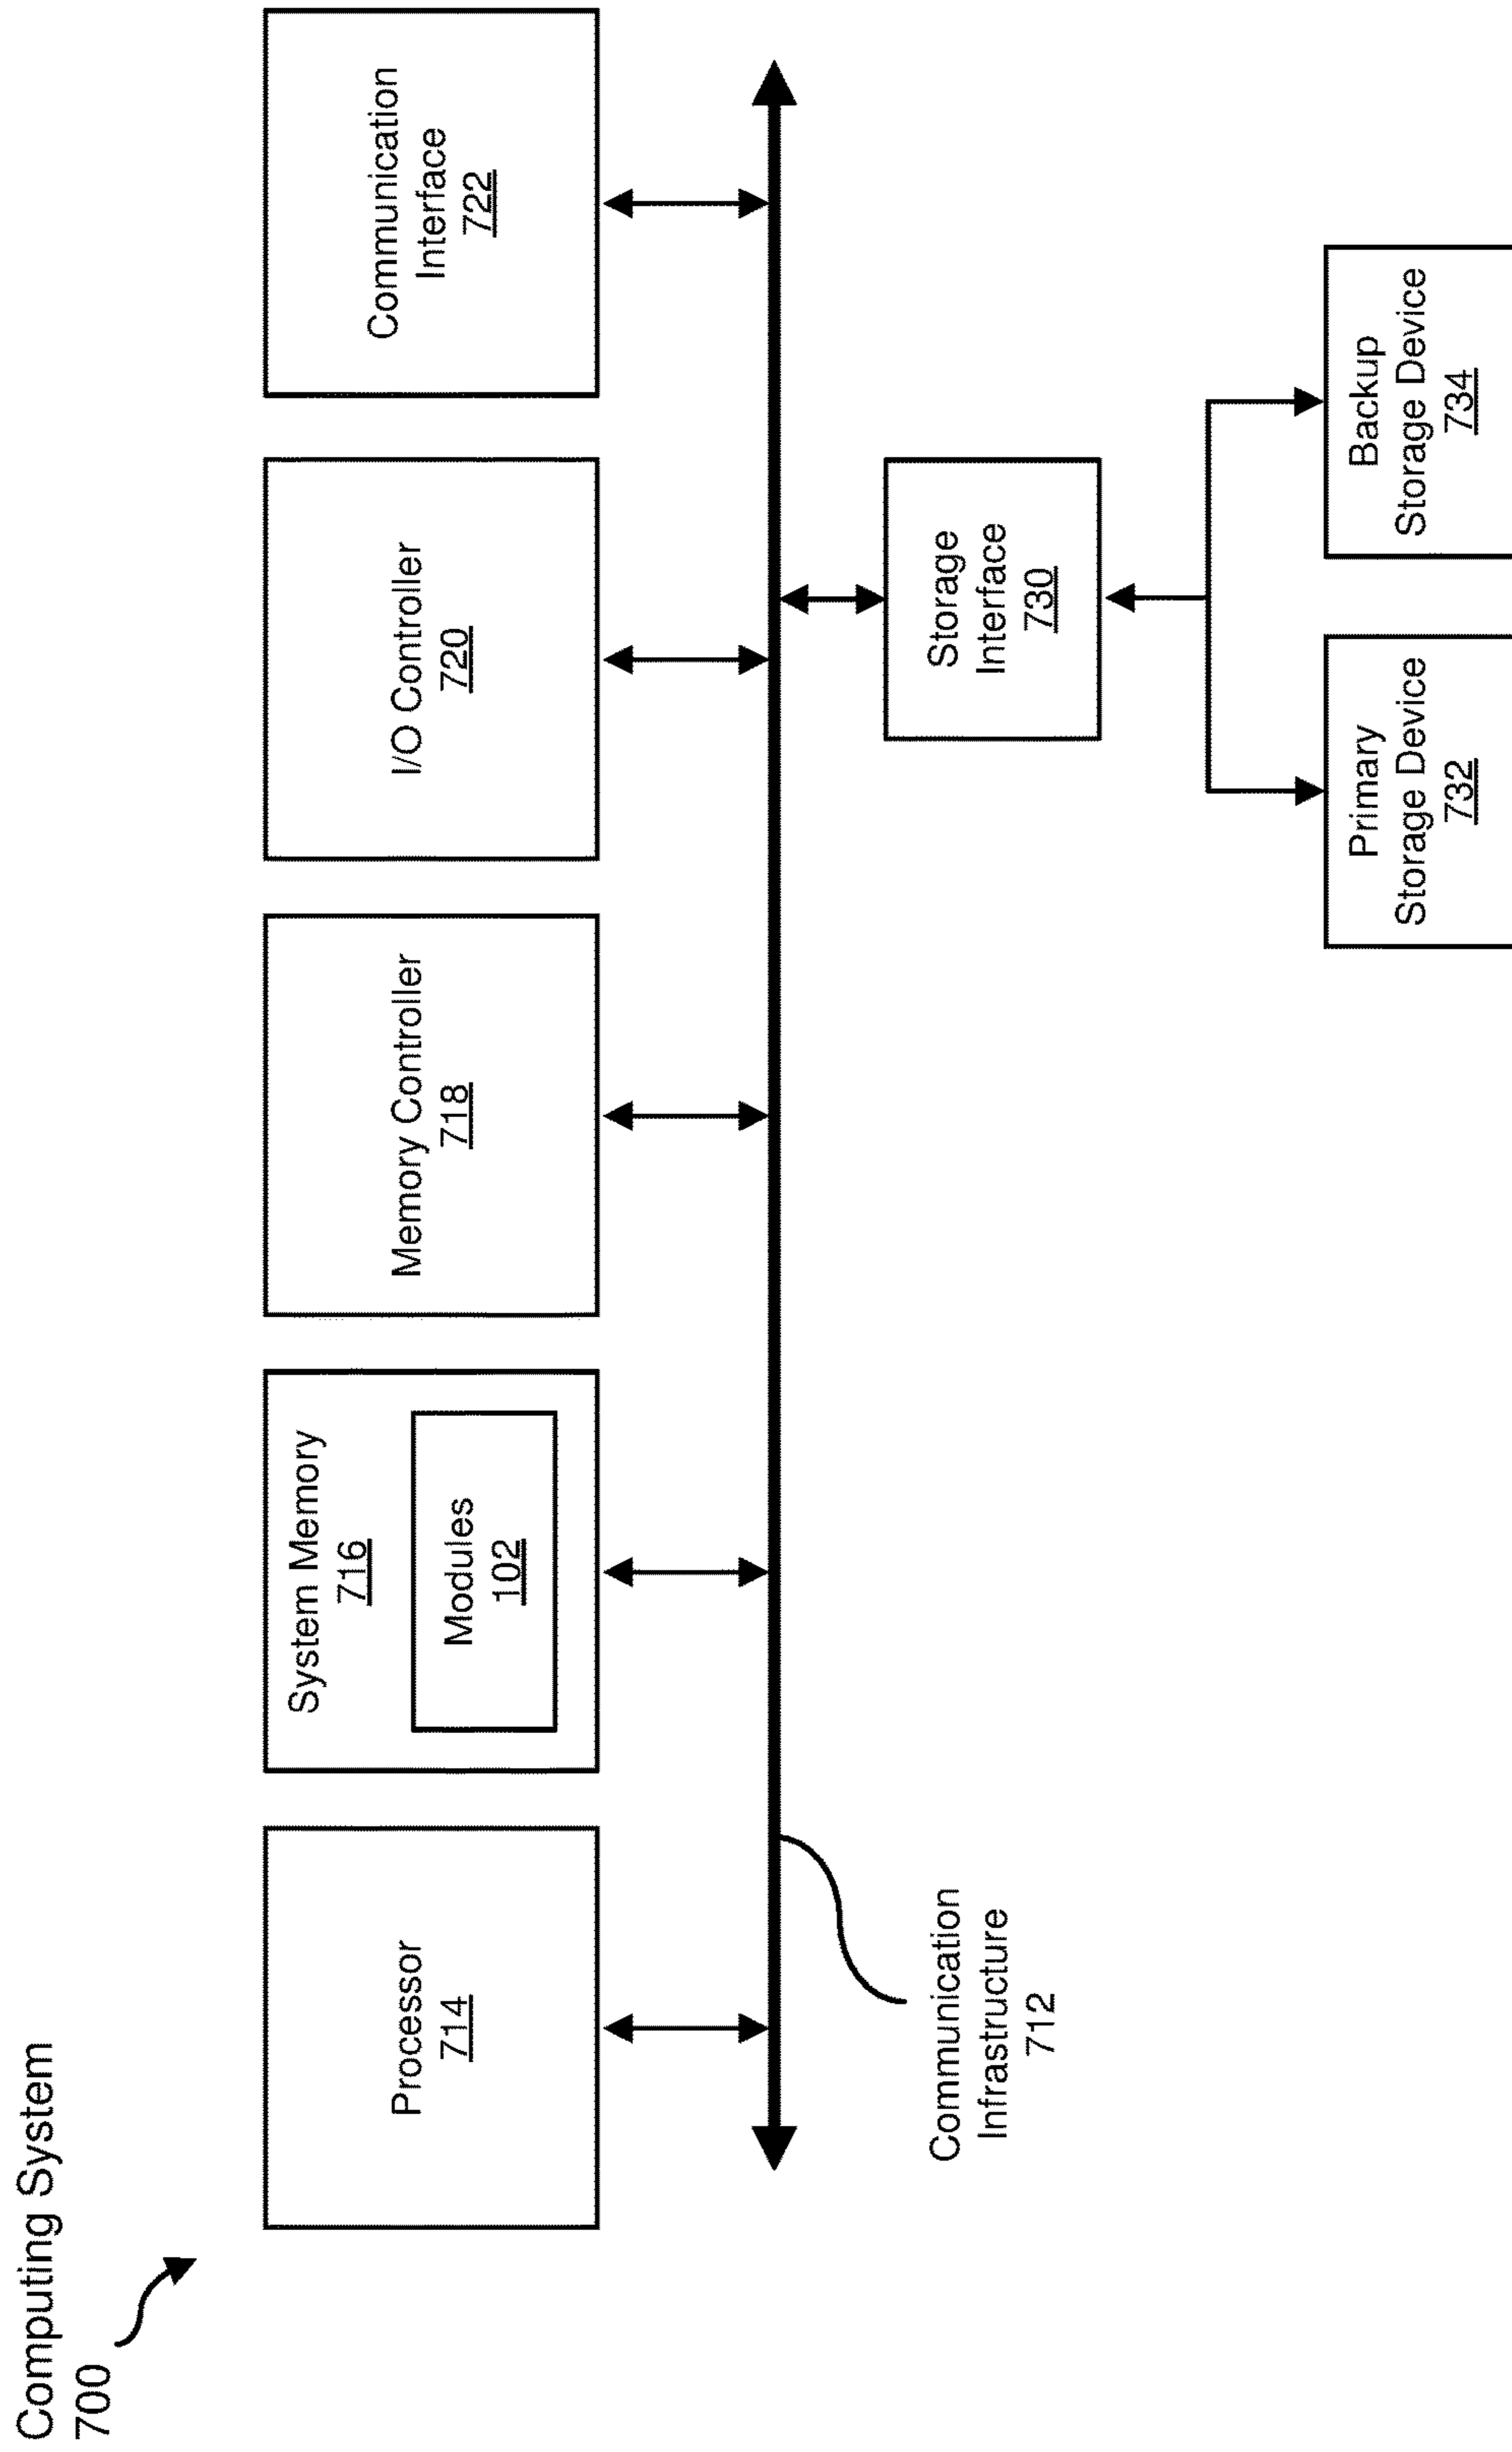 Computing System
700
Processor
714
System Memory
716
Modules
102
Memory Controller
718
I/O Controller
720
Communication
Interface
722
Communication
Infrastructure
712
Storage
Interface
730
Primary
Storage Device
732
Backup
Storage Device
734